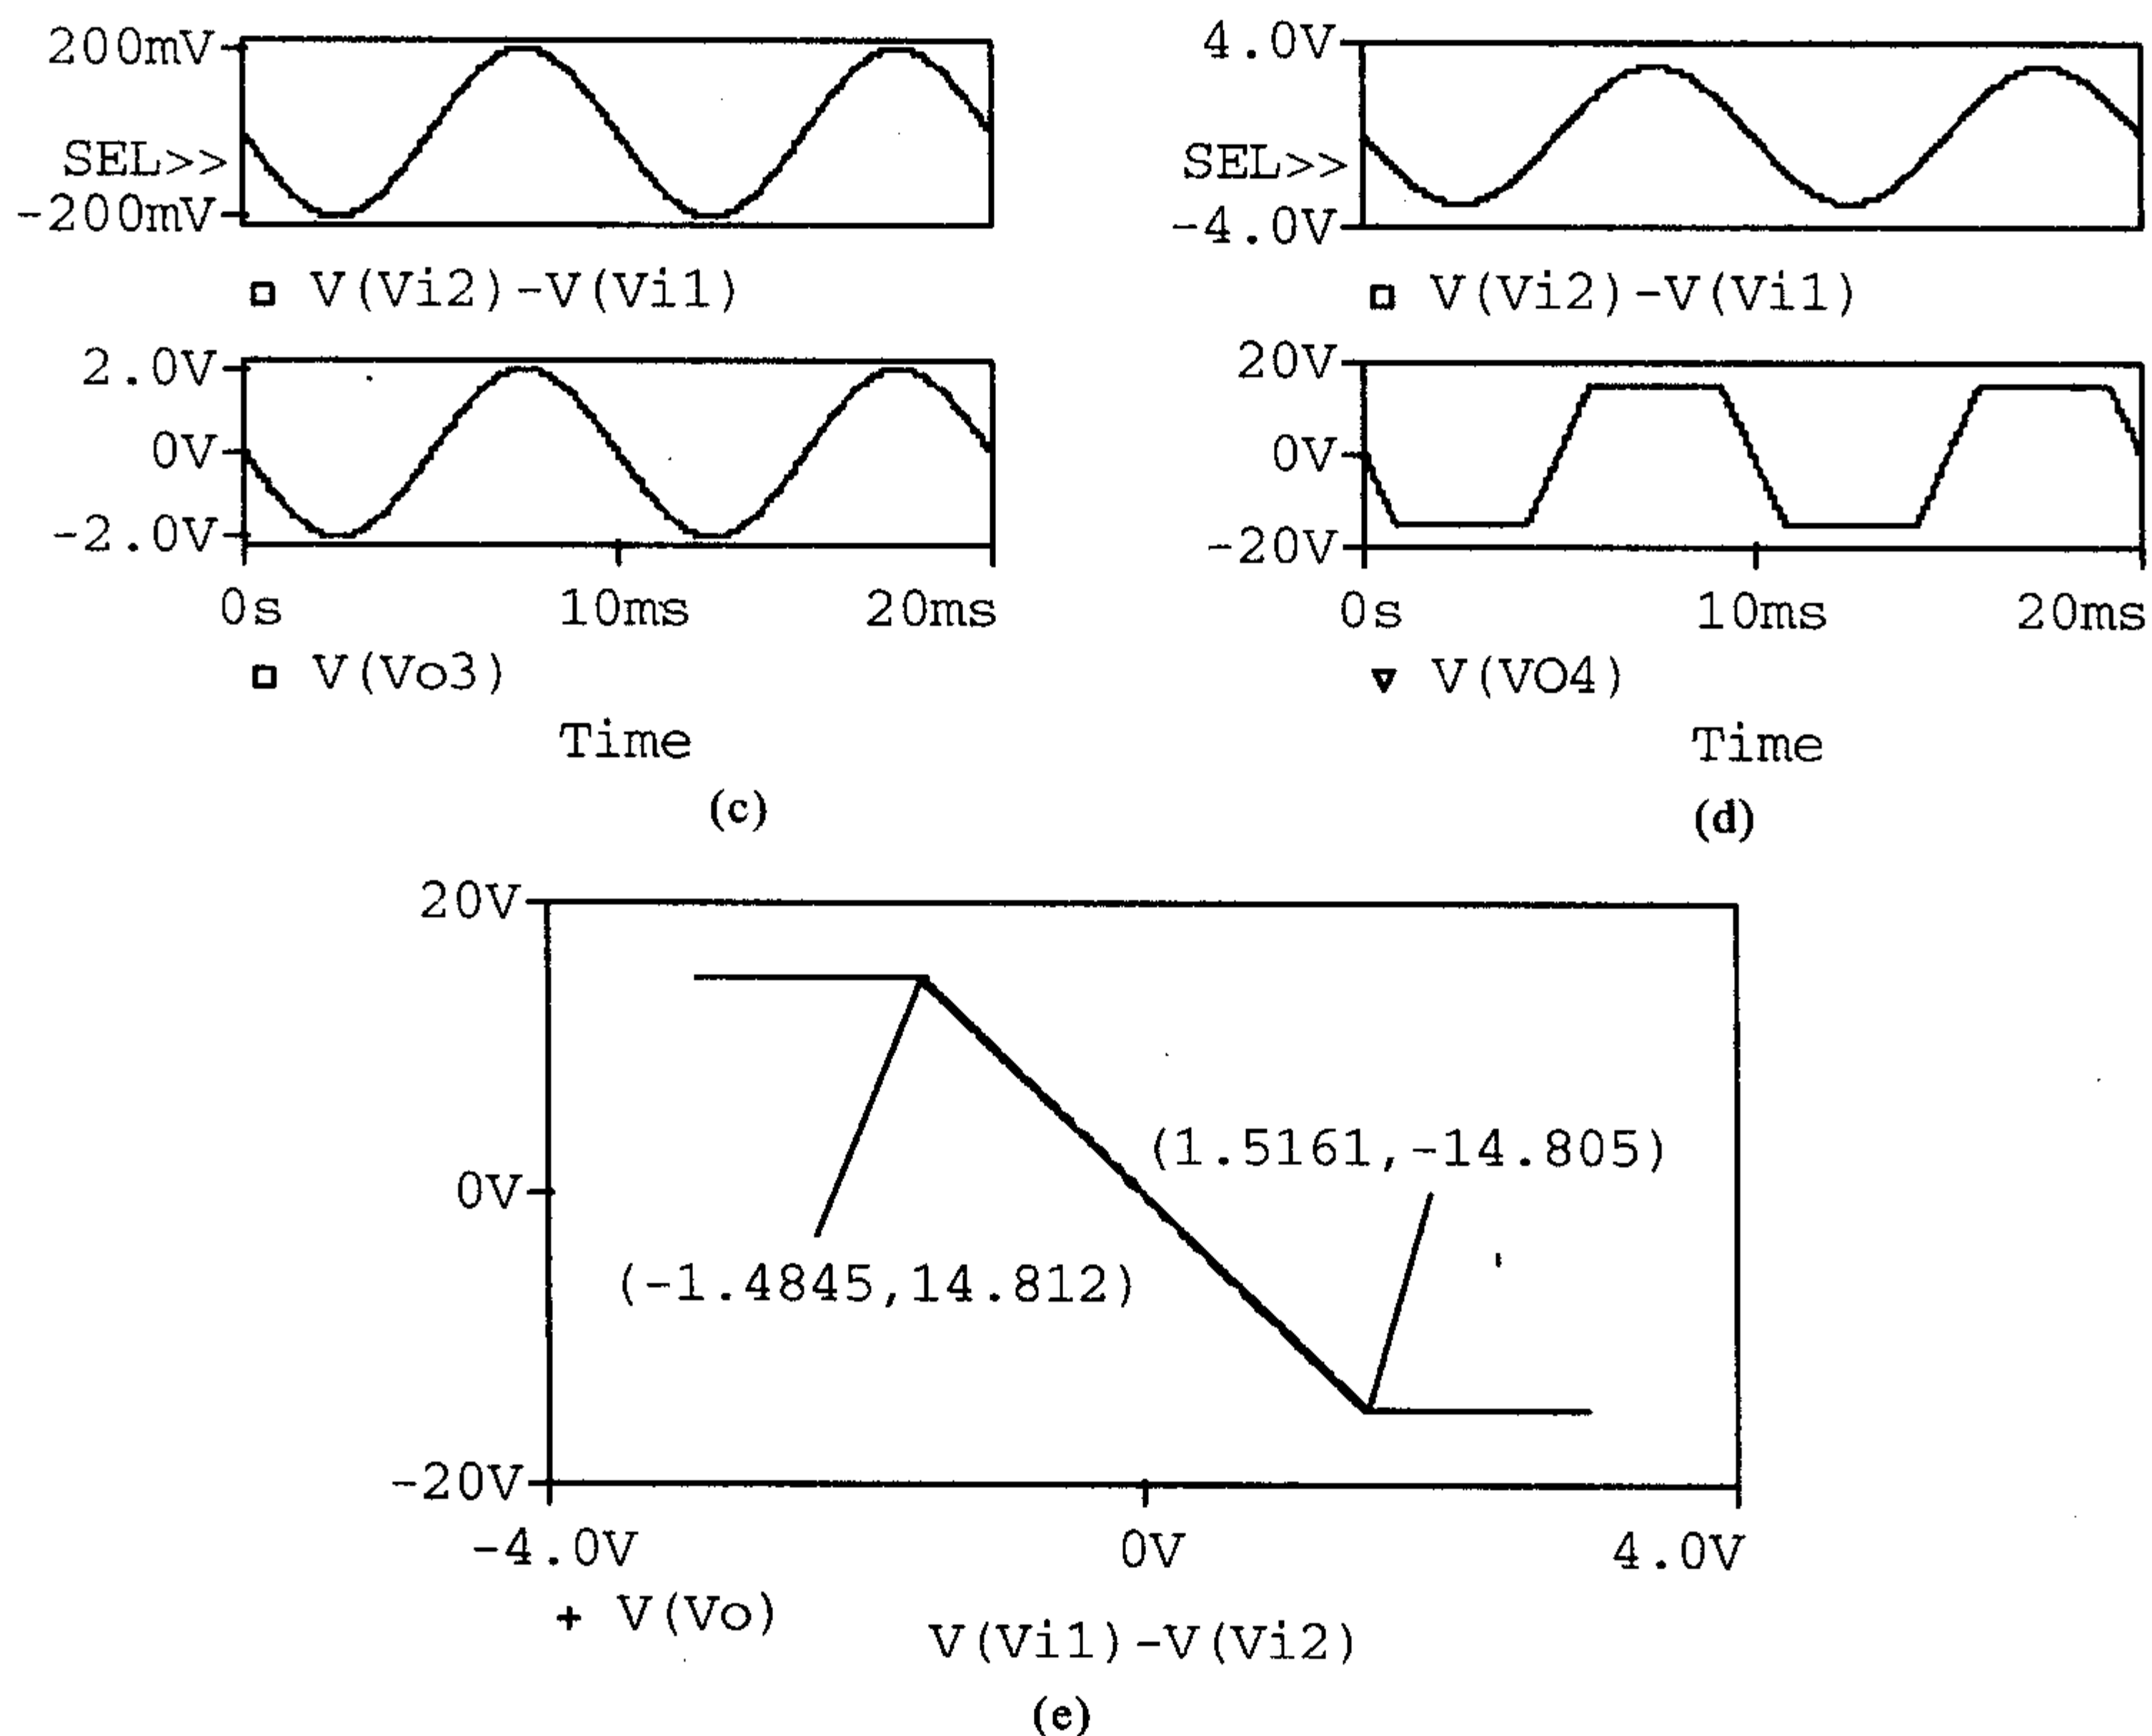 200mV
SEL>>
-200mV
□ V(Vi2)-V(Vi1)
2.0V
0V
-2.0V
0s 10ms 20ms
□ V(Vo3)
Time
(c)
4.0V
SEL>>
-4.0V
□ V(Vi2)-V(Vi1)
20V
0V
-20V
0s 10ms 20ms
▽ V(VO4)
Time
(d)
20V
0V
-20V
(1.5161,-14.805)
(-1.4845,14.812)
-4.0V 0V 4.0V
+ V(Vo)
V(Vi1)-V(Vi2)
(e)